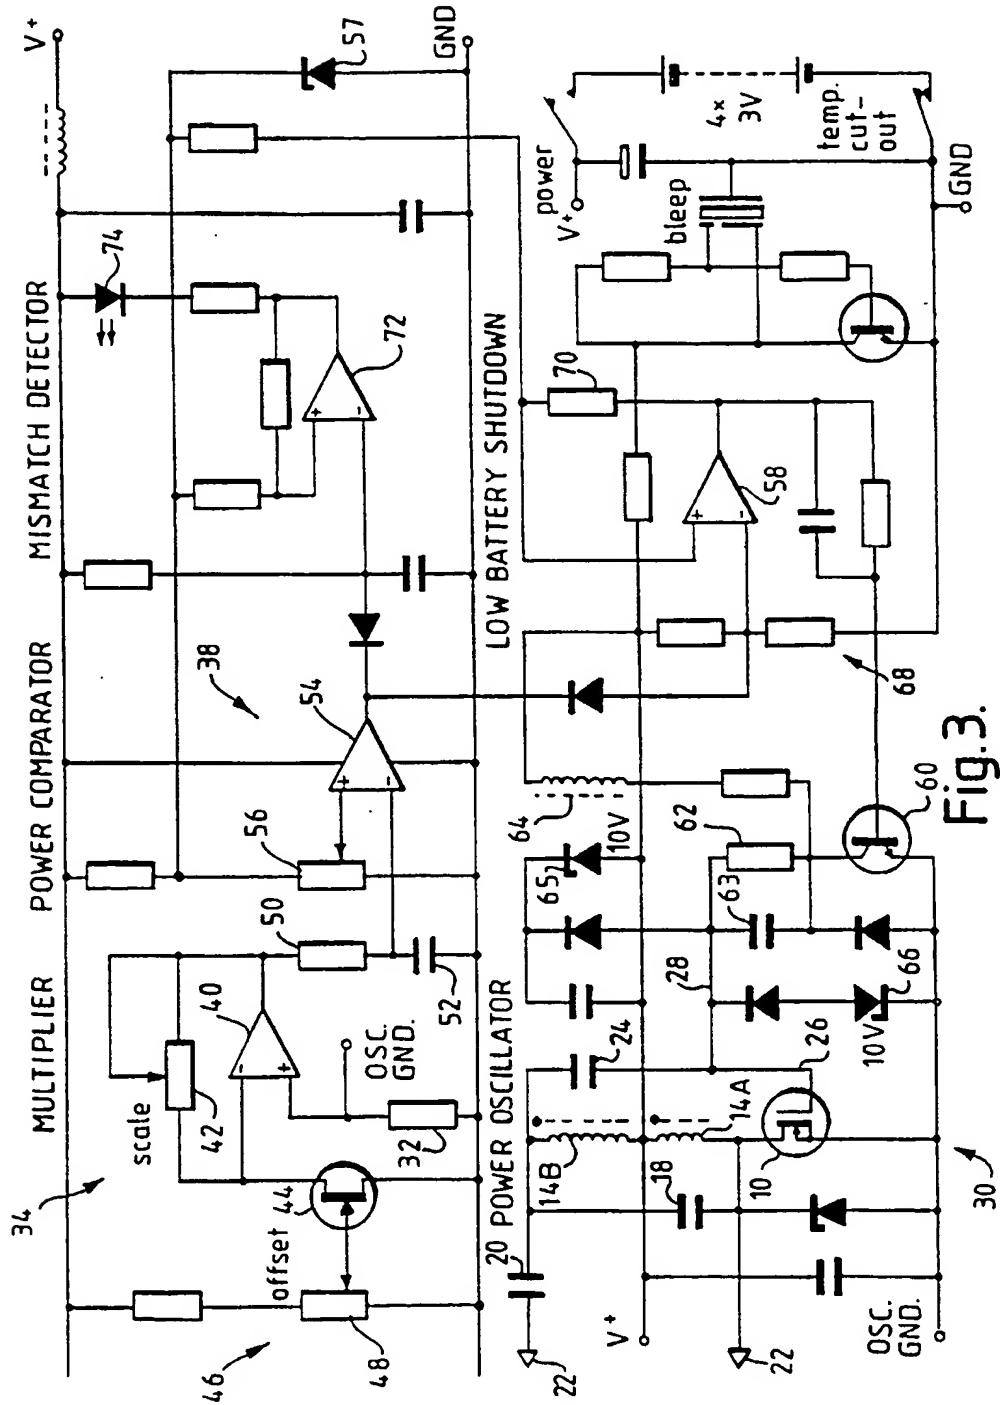 MULTIPLIER
POWER COMPARATOR
MISMATCH DETECTOR
V+
34
scale
42
40
50
56
38
54
74
72
57
GND
46
offset
44
48
32
OSC.
GND.
52
POWER OSCILLATOR
LOW BATTERY SHUTDOWN
20
22
14B
14A
24
28
65
10V
64
63
62
18
10
26
10V
66
60
68
58
70
V+
22
OSC.
GND.
30
power
V+
bleep
4x
3V
temp.
cut-
out
GND
Fig.3.
+
-
+
-
+
-
+
-